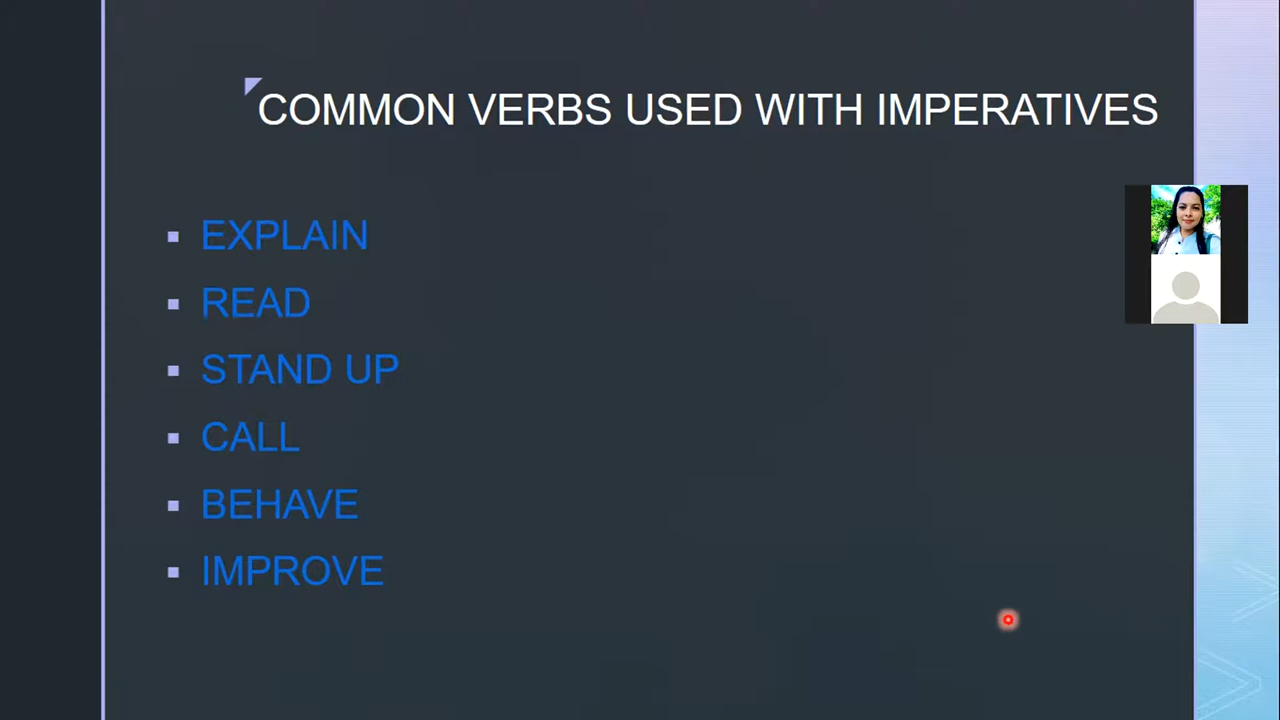 COMMON VERBS USED WITH IMPERATIVES
EXPLAIN
READ
STAND UP
CALL
BEHAVE
IMPROVE